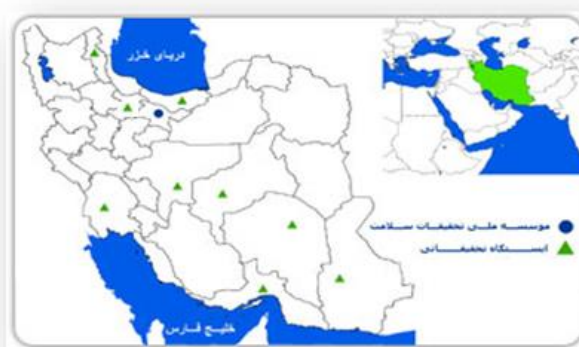 دریای خزر
موسسه ملی تحقیقات سلامت
ایستگاه تحقیقاتی
خلیج فارس